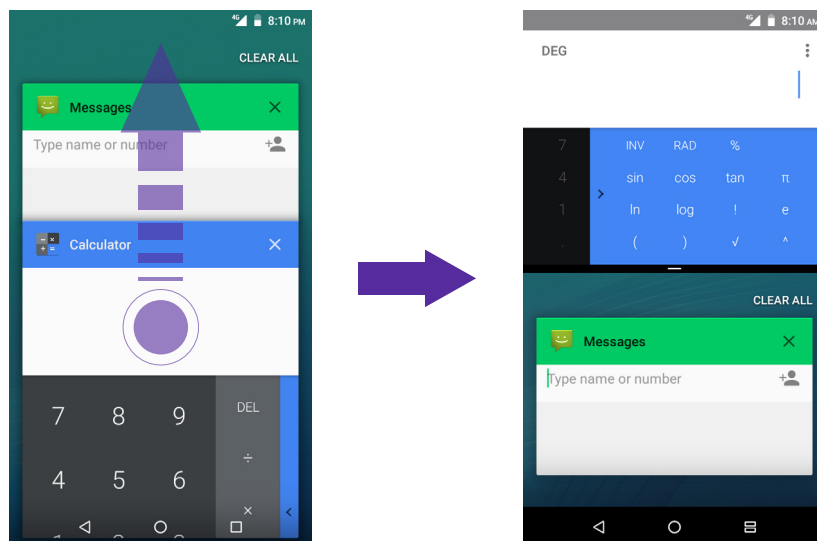 4G 8:10 PM
CLEAR ALL
Messages
Type name or number
Calculator
7 8 9 DEL
÷
4 5 6
×
4G 8:10 AM
DEG
7 INV RAD %
4 sin cos tan π
1 ln log ! e
. ( ) √ ^
CLEAR ALL
Messages
Type name or number